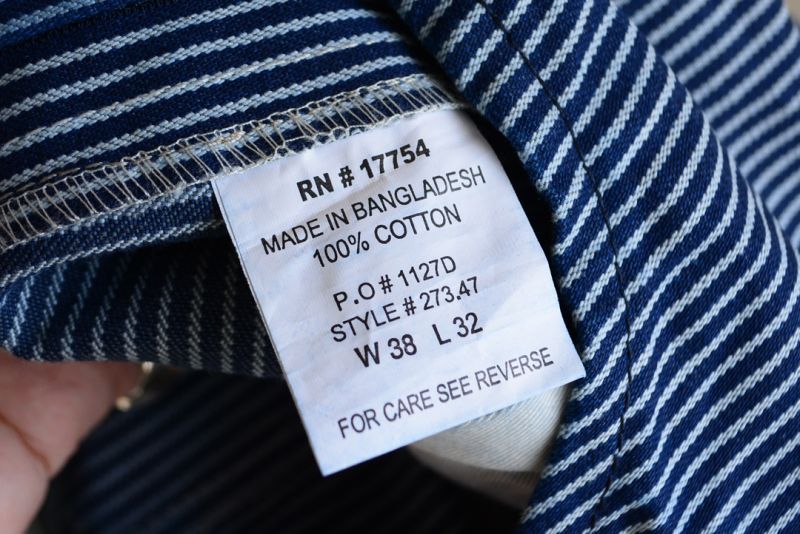 RN # 17754
MADE IN BANGLADESH
100% COTTON
P.O # 1127D
STYLE # 273.47
W 38 L 32
FOR CARE SEE REVERSE